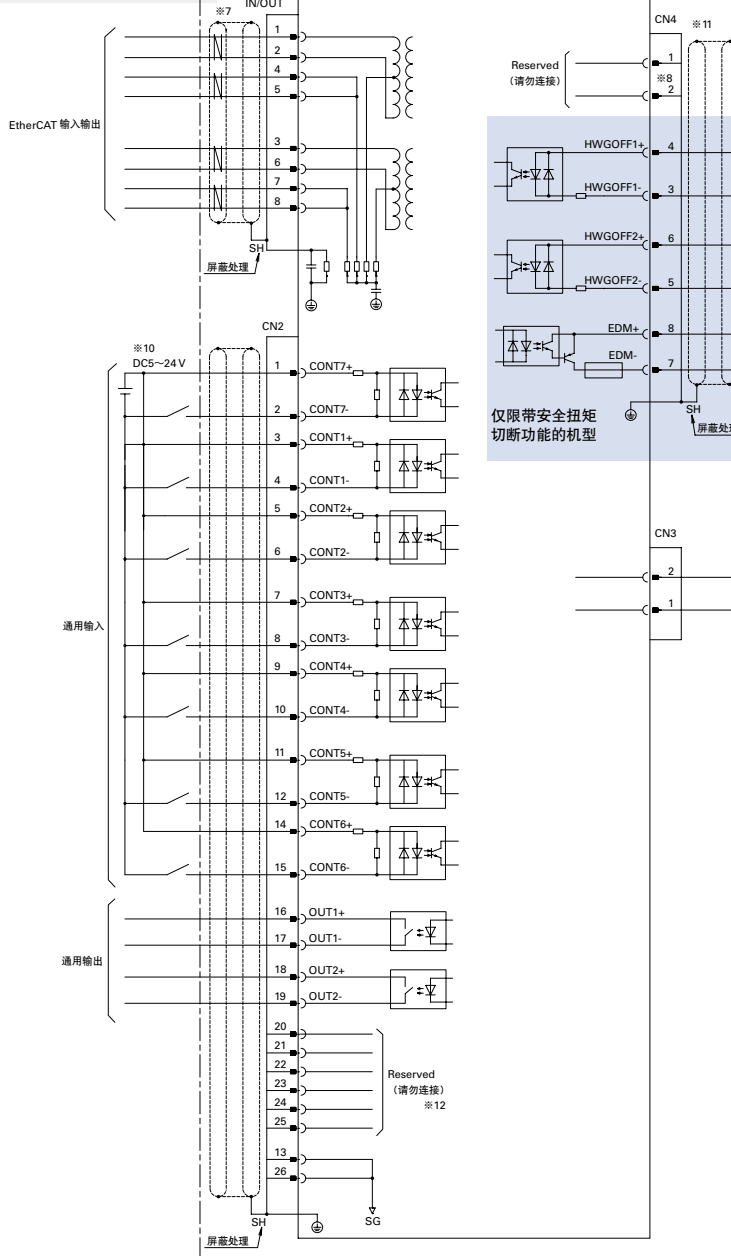 IN/OUT
※7
1
2
4
5
EtherCAT 输入输出
3
6
7
8
SH
屏蔽处理
CN2
※10
DC5～24 V
1 CONT7+
2 CONT7-
3 CONT1+
4 CONT1-
5 CONT2+
6 CONT2-
7 CONT3+
通用输入
8 CONT3-
9 CONT4+
10 CONT4-
11 CONT5+
12 CONT5-
14 CONT6+
15 CONT6-
16 OUT1+
17 OUT1-
通用输出
18 OUT2+
19 OUT2-
20
21
22
23
24
25
Reserved
（请勿连接）
※12
13
26
SG
SH
屏蔽处理
CN4
※11
Reserved
（请勿连接）
1
※8
2
HWGOFF1+ 4
HWGOFF1- 3
HWGOFF2+ 6
HWGOFF2- 5
EDM+ 8
EDM- 7
仅限带安全扭矩
切断功能的机型
SH
屏蔽处理
CN3
2
1